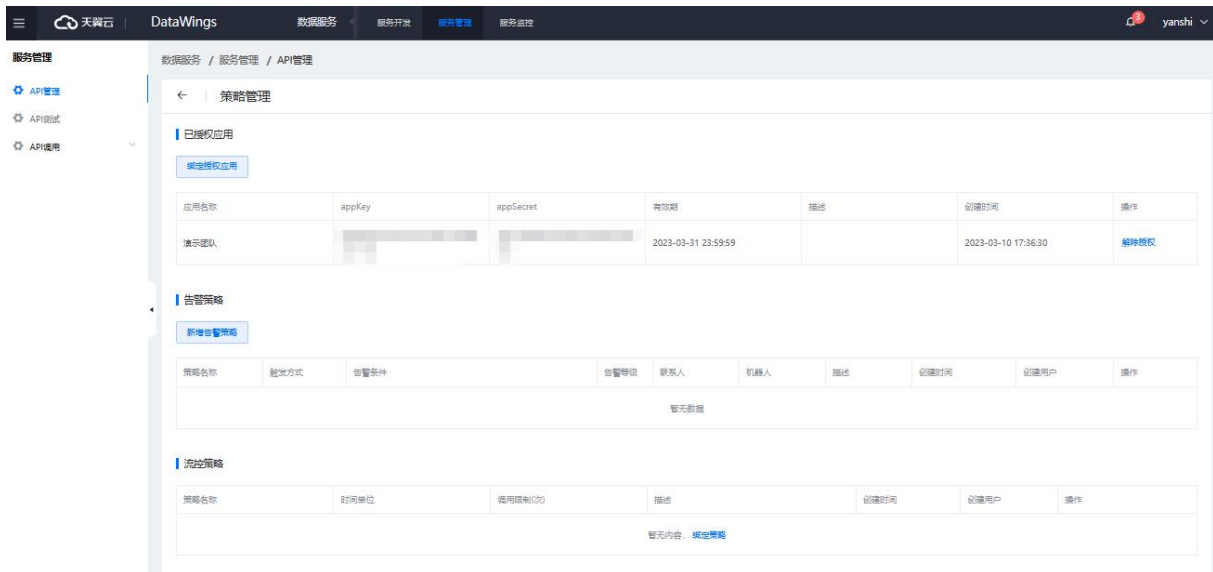 天翼云 DataWings 数据服务 服务开发 服务管理 服务监控 3 yanshi
服务管理
API管理
API测试
API调用
数据服务 / 服务管理 / API管理
← 策略管理
已授权应用
绑定授权应用
应用名称 appKey appSecret 有效期 描述 创建时间 操作
演示团队 2023-03-31 23:59:59 2023-03-10 17:36:30 解除授权
告警策略
新增告警策略
策略名称 触发方式 告警条件 告警等级 联系人 机器人 描述 创建时间 创建用户 操作
暂无数据
流控策略
策略名称 时间单位 调用限制(次) 描述 创建时间 创建用户 操作
暂无内容, 绑定策略